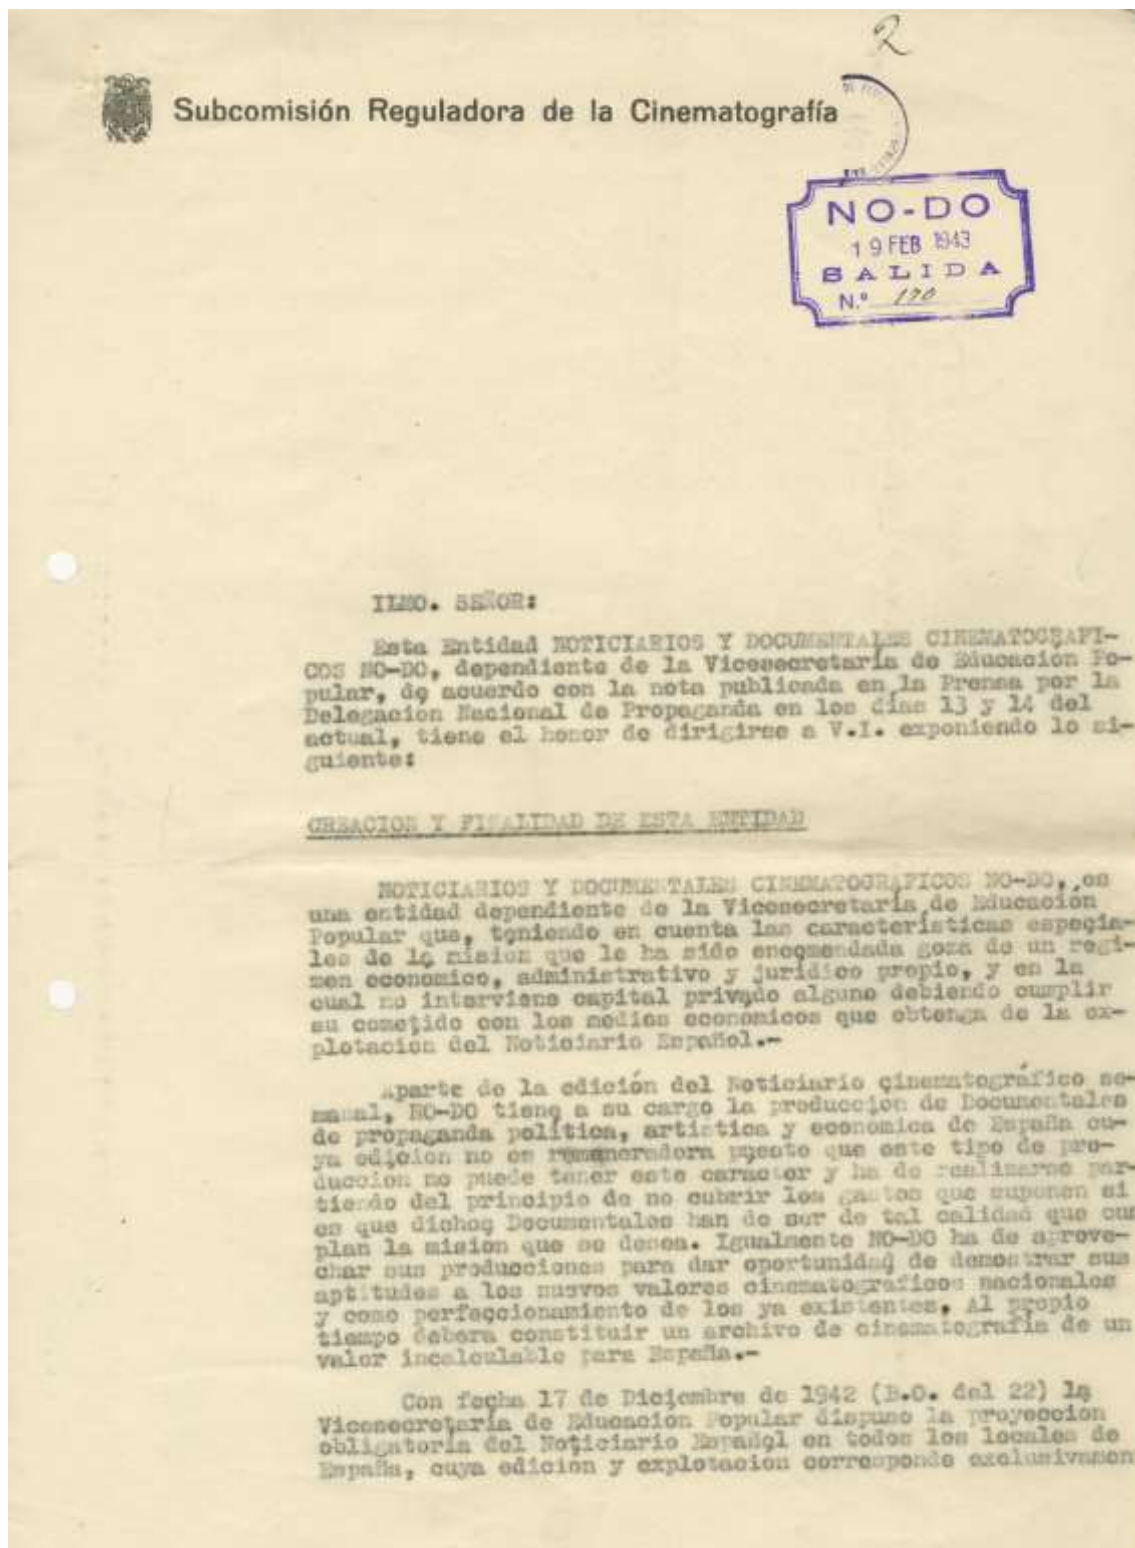 2
Subcomisión Reguladora de la Cinematografía
NO-DO
19 FEB 1943
SALIDA
N.º 170
ILMO. SEÑOR:
Esta Entidad NOTICIARIOS Y DOCUMENTALES CINEMATOGRAFI-
COS NO-DO, dependiente de la Vicesecretaría de Educación Po-
pular, de acuerdo con la nota publicada en la Prensa por la
Delegación Nacional de Propaganda en los días 13 y 14 del
actual, tiene el honor de dirigirse a V.I. exponiendo lo si-
guiente:
CREACION Y FINALIDAD DE ESTA ENTIDAD
NOTICIARIOS Y DOCUMENTALES CINEMATOGRAFICOS NO-DO, es
una entidad dependiente de la Vicesecretaría de Educación
Popular que, teniendo en cuenta las características especia-
les de la misión que le ha sido encomendada goza de un regi-
men económico, administrativo y jurídico propio, y en la
cual no interviene capital privado alguno debiendo cumplir
su cometido con los medios económicos que obtenga de la ex-
plotación del Noticiario Español.-
Aparte de la edición del Noticiario cinematográfico se-
manal, NO-DO tiene a su cargo la producción de Documentales
de propaganda política, artística y económica de España cu-
ya edición no es remuneradora puesto que este tipo de pro-
ducción no puede tener este carácter y ha de realizarse par-
tiendo del principio de no cubrir los gastos que suponen si
es que dichos Documentales han de ser de tal calidad que cum
plan la misión que se desea. Igualmente NO-DO ha de aprove-
char sus producciones para dar oportunidad de demostrar sus
aptitudes a los nuevos valores cinematográficos nacionales
y como perfeccionamiento de los ya existentes. Al propio
tiempo deberá constituir un archivo de cinematografía de un
valor incalculable para España.-
Con fecha 17 de Diciembre de 1942 (B.O. del 22) la
Vicesecretaría de Educación Popular dispuso la proyección
obligatoria del Noticiario Español en todos los locales de
España, cuya edición y explotación corresponde exclusivamen